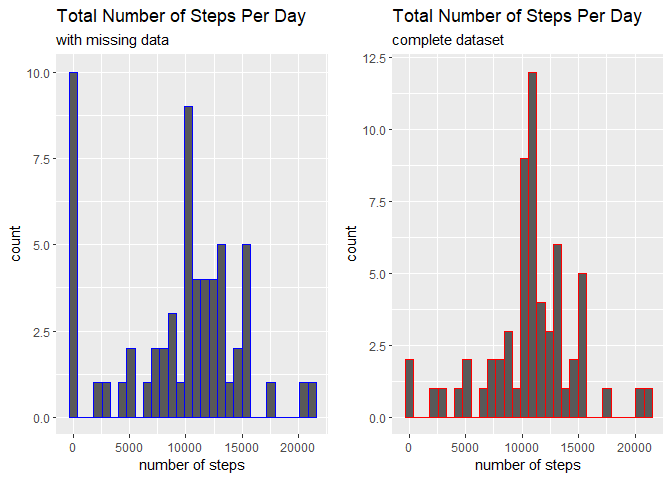 Total Number of Steps Per Day
with missing data
10.0
7.5
5.0
2.5
0.0
count
0
5000
10000
15000
20000
number of steps
Total Number of Steps Per Day
complete dataset
12.5
10.0
7.5
5.0
2.5
0.0
count
0
5000
10000
15000
20000
number of steps